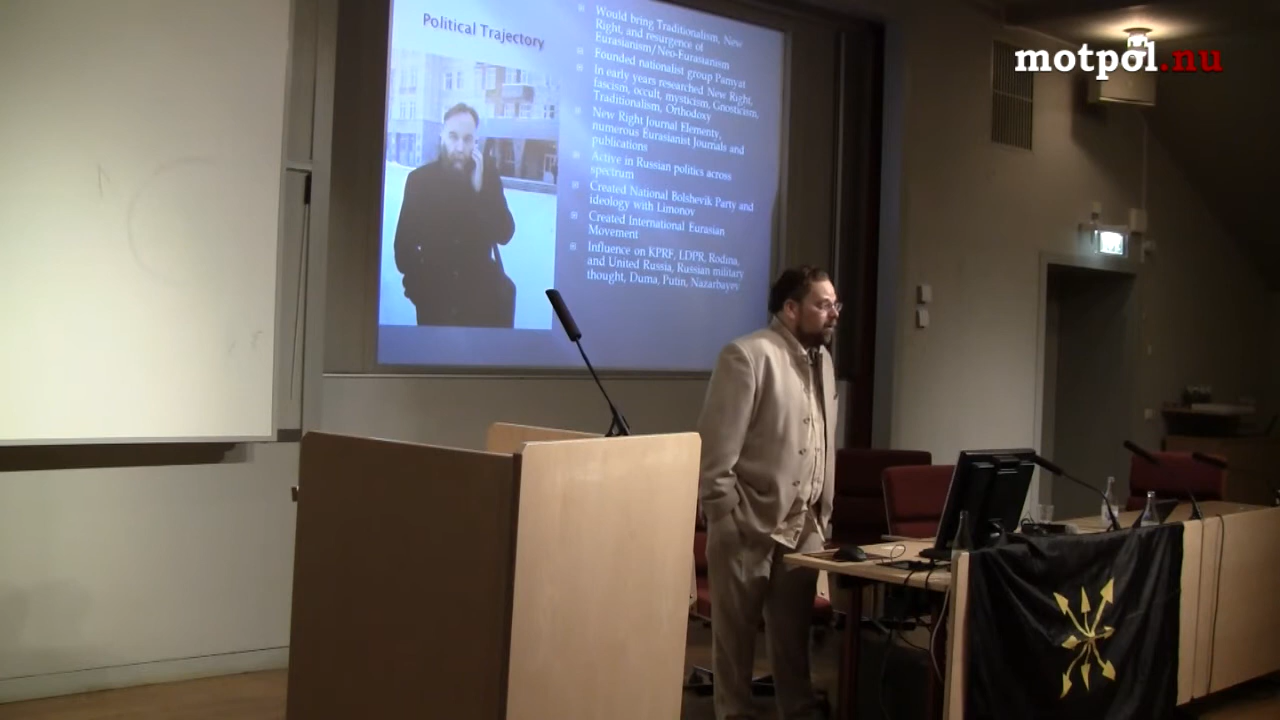 motpol.nu
Political Trajectory
Would bring Traditionalism, New
Right, and resurgence of
Eurasianism/Neo-Eurasianism
Founded nationalist group Pamyat
In early years researched New Right,
fascism, occult, mysticism, Gnosticism,
Traditionalism, Orthodoxy
New Right Journal Elementy,
numerous Eurasianist Journals and
publications
Active in Russian politics across
spectrum
Created National Bolshevik Party and
ideology with Limonov
Created International Eurasian
Movement
Influence on KPRF, LDPR, Rodina,
and United Russia, Russian military
thought, Duma, Putin, Nazarbayev